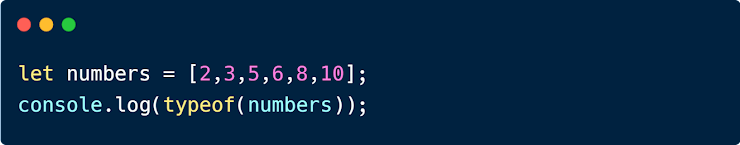 let numbers = [2,3,5,6,8,10];
console.log(typeof(numbers));